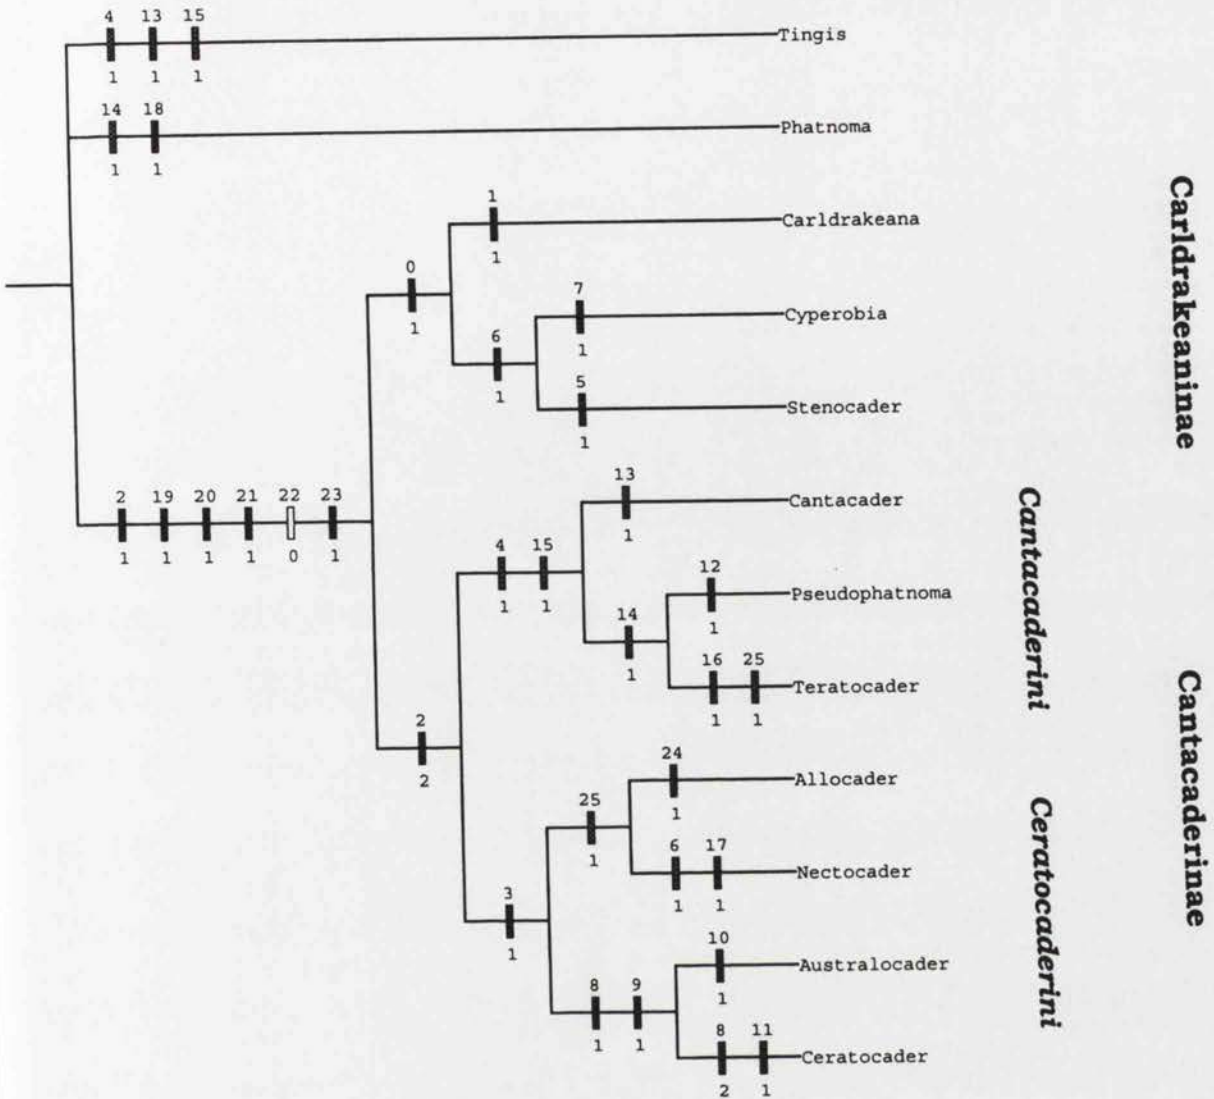 4 13 15
Tingis
1 1 1
14 18
Phatnoma
1 1
1
Carldrakeana
1
0
1
7
Cyperobia
1
6
1
5
Stenocader
1
Carldrakeaninae
2 19 20 21 22 23
1 1 1 1 0 1
13
Cantacader
1
4 15
1 1
12
Pseudophatnoma
1
14
1
16 25
Teratocader
1 1
Cantacaderini
2
2
24
Allocader
1
25
1
6 17
Nectocader
1 1
3
1
10
Australocader
1
8 9
1 1
8 11
Ceratocader
2 1
Ceratocaderini
Cantacaderinae